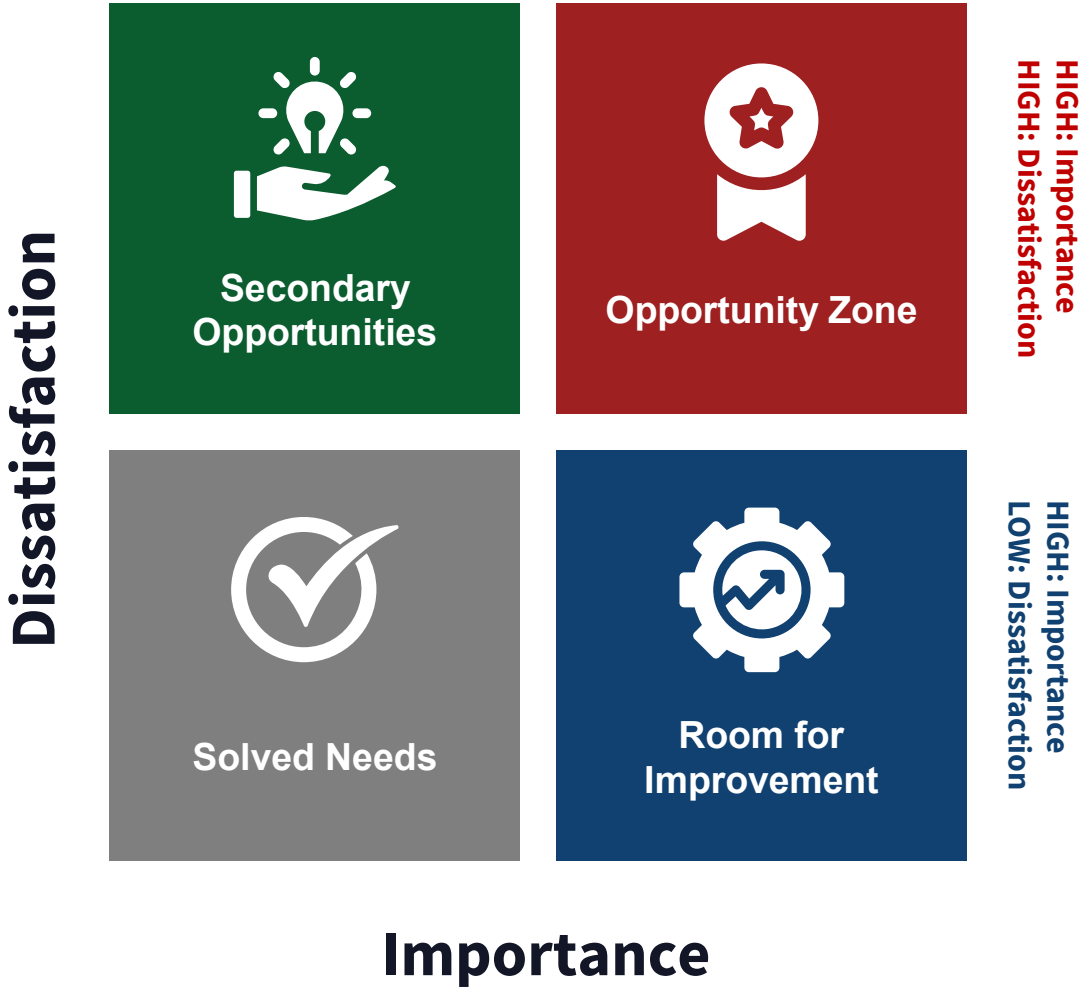 Dissatisfaction
Secondary
Opportunities
Opportunity Zone
HIGH: Importance
HIGH: Dissatisfaction
Solved Needs
Room for
Improvement
HIGH: Importance
LOW: Dissatisfaction
Importance